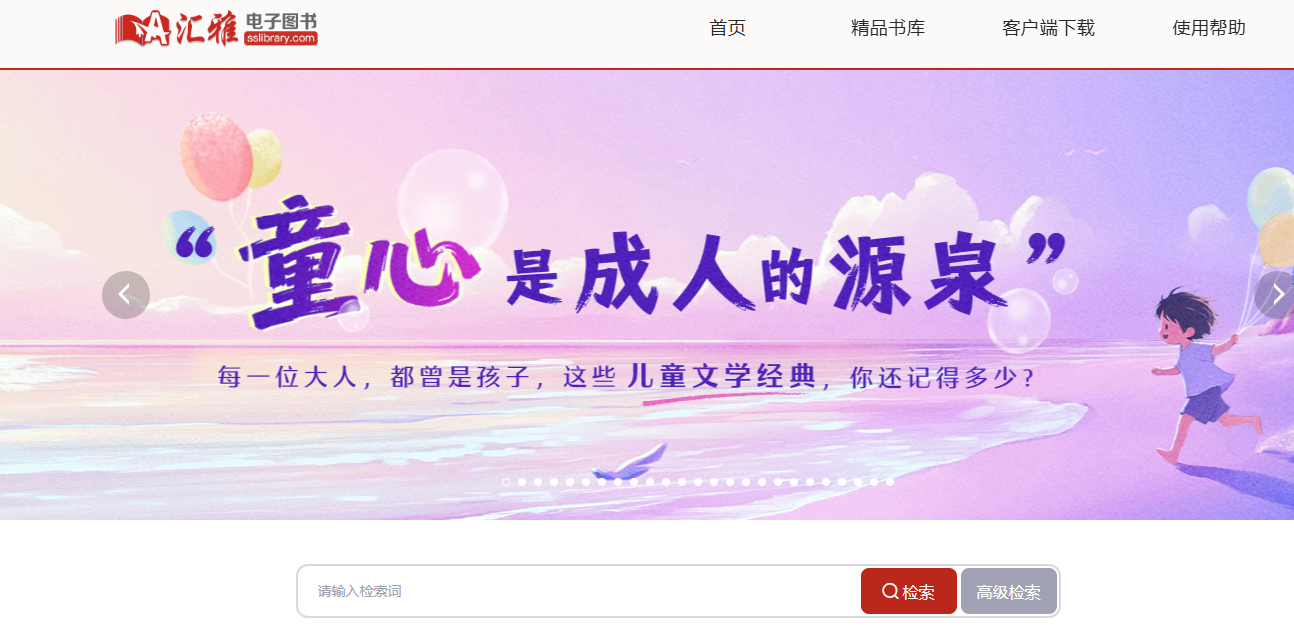 汇雅 电子图书
sslibrary.com
首页 精品书库 客户端下载 使用帮助
“童心是成人的源泉”
每一位大人，都曾是孩子，这些 儿童文学经典，你还记得多少?
请输入检索词 检索 高级检索